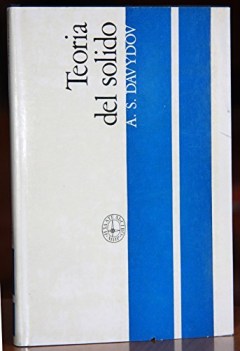 Teoria
del solido
A. S. DAVYDOV